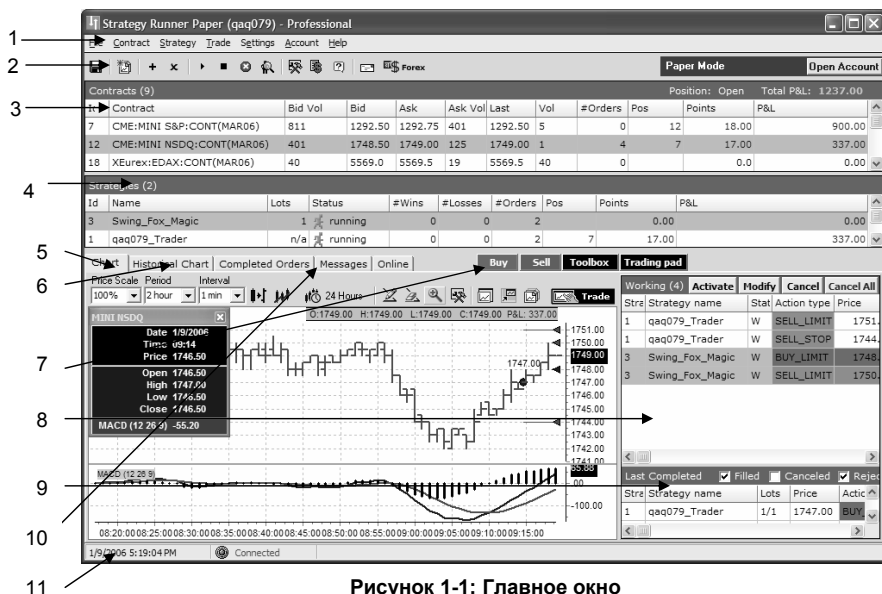 Strategy Runner Paper (qaq079) - Professional
1
File Contract Strategy Trade Settings Account Help
2
Forex Paper Mode Open Account
Contracts (9) Position: Open Total P&L: 1237.00
3
Contract Bid Vol Bid Ask Ask Vol Last Vol #Orders Pos Points P&L
7 CME:MINI S&P:CONT(MAR06) 811 1292.50 1292.75 401 1292.50 5 0 12 18.00 900.00
12 CME:MINI NSDQ:CONT(MAR06) 401 1748.50 1749.00 125 1749.00 1 4 7 17.00 337.00
18 XEurex:EDAX:CONT(MAR06) 40 5569.0 5569.5 19 5569.5 40 0 0.0 0.00
4
Strategies (2)
Id Name Lots Status #Wins #Losses #Orders Pos Points P&L
3 Swing_Fox_Magic 1 running 0 0 2 0.00 0.00
1 qaq079_Trader n/a running 0 0 2 7 17.00 337.00
5
Chart Historical Chart Completed Orders Messages Online Buy Sell Toolbox Trading pad
6
Price Scale Period Interval
100% 2 hour 1 min 24 Hours Trade
O:1749.00 H:1749.00 L:1749.00 C:1749.00 P&L: 337.00
MINI NSDQ
Date 1/9/2006
Time 09:14
Price 1746.50
Open 1746.50
High 1747.00
Low 1746.50
Close 1746.50
MACD (12 26 9) -55.20
1747.00
1751.00
1750.00
1749.00
1748.00
1747.00
1746.00
1745.00
1744.00
1743.00
1742.00
1741.00
7
8
Working (4) Activate Modify Cancel Cancel All
Stra Strategy name Stat Action type Price
1 qaq079_Trader W SELL_LIMIT 1751.
1 qaq079_Trader W SELL_STOP 1744.
3 Swing_Fox_Magic W BUY_LIMIT 1748.
3 Swing_Fox_Magic W SELL_LIMIT 1750.
9
MACD (12 26 9)
55.88
.00
-100.00
08:20:00 08:25:00 08:30:00 08:35:00 08:40:00 08:45:00 08:50:00 08:55:00 09:00:00 09:05:00 09:10:00 09:15:00
Last Completed Filled Canceled Rejec
Stra Strategy name Lots Price Actic
1 qaq079_Trader 1/1 1747.00 BUY_
10
1/9/2006 5:19:04 PM Connected
11
Рисунок 1-1: Главное окно